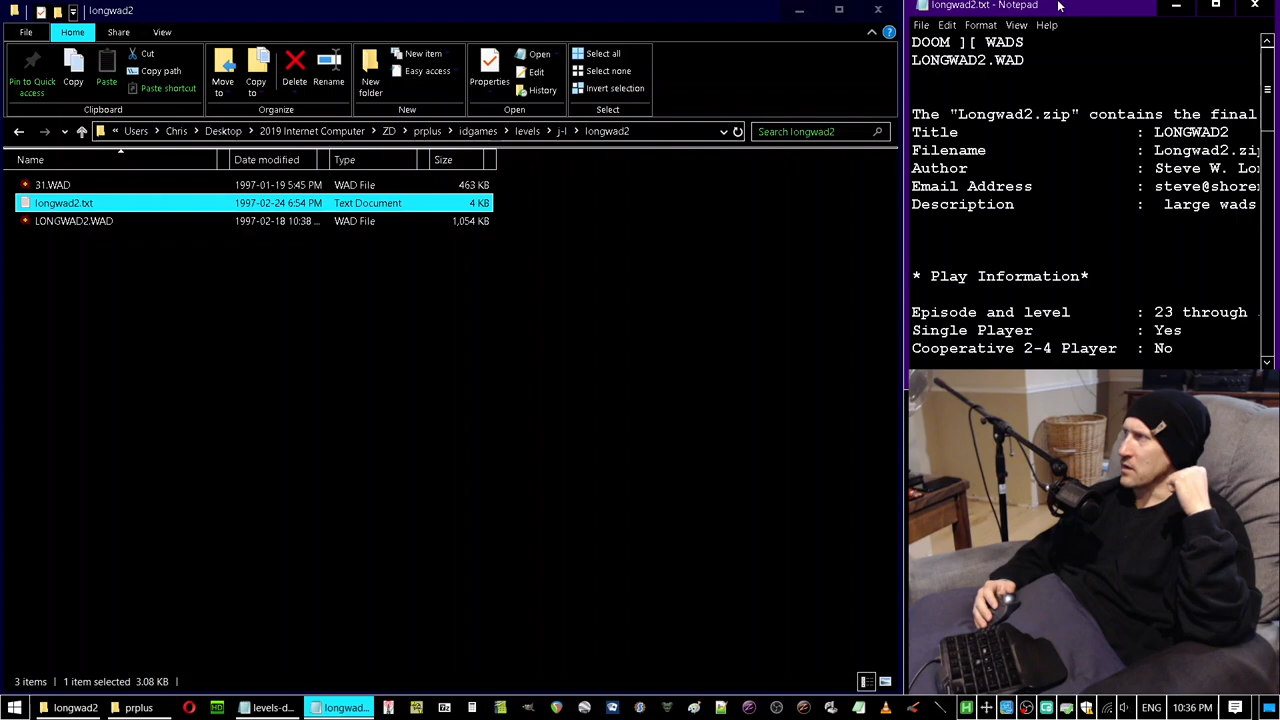 longwad2
File Home Share View
Pin to Quick access
Copy
Paste
Cut
Copy path
Paste shortcut
Clipboard
Move to
Copy to
Delete
Rename
Organize
New folder
New item
Easy access
New
Properties
Open
Edit
History
Open
Select all
Select none
Invert selection
Select
« Users > Chris > Desktop > 2019 Internet Computer > ZD > prplus > idgames > levels > j-l > longwad2
Search longwad2
Name Date modified Type Size
31.WAD 1997-01-19 5:45 PM WAD File 463 KB
longwad2.txt 1997-02-24 6:54 PM Text Document 4 KB
LONGWAD2.WAD 1997-02-18 10:38 ... WAD File 1,054 KB
3 items 1 item selected 3.08 KB
longwad2.txt - Notepad
File Edit Format View Help
DOOM ][ WADS
LONGWAD2.WAD
The "Longwad2.zip" contains the final
Title : LONGWAD2
Filename : Longwad2.zi
Author : Steve W. Lo
Email Address : steve@shore
Description : large wads
* Play Information*
Episode and level : 23 through
Single Player : Yes
Cooperative 2-4 Player : No
longwad2 prplus levels-d... longwad... ENG 10:36 PM